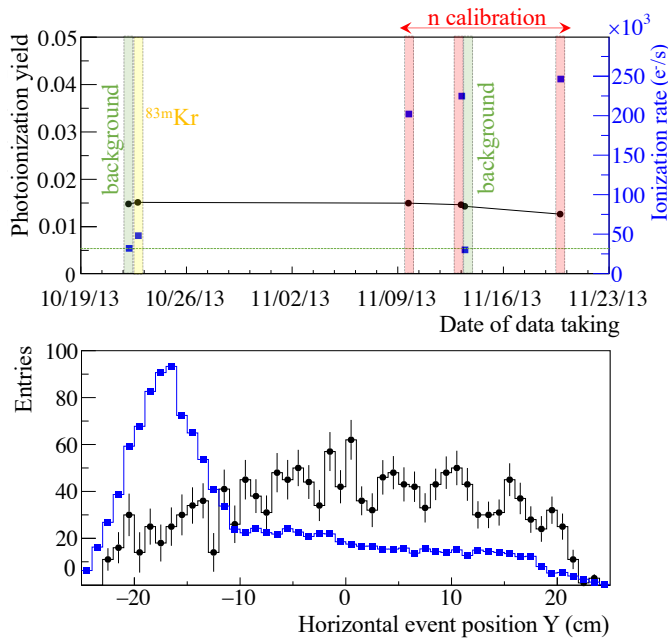 n calibration
×10³
Photoionization yield
0.05
0.04
0.03
0.02
0.01
0
background
⁸³ᵐKr
background
300
250
200
150
100
50
0
Ionization rate (e⁻/s)
10/19/13 10/26/13 11/02/13 11/09/13 11/16/13 11/23/13
Date of data taking
Entries
100
80
60
40
20
0
−20 −10 0 10 20
Horizontal event position Y (cm)